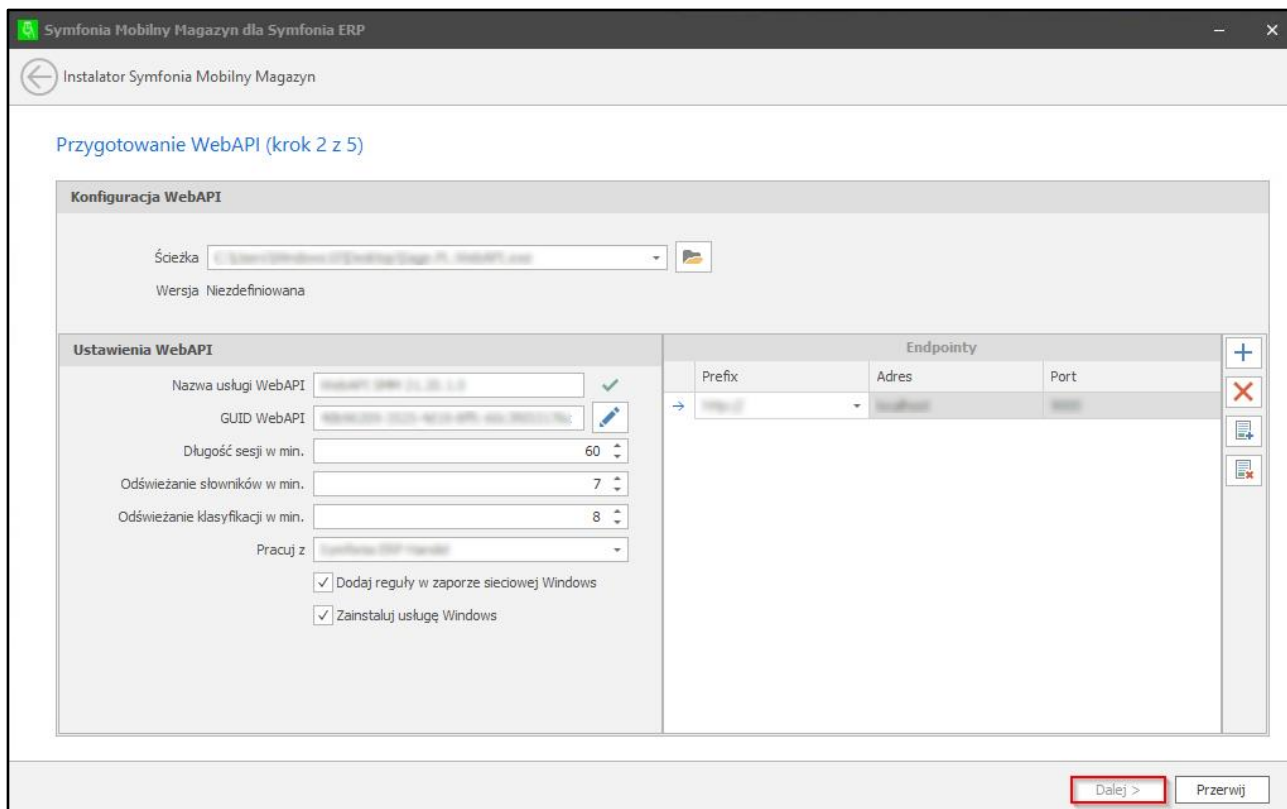 Symfonia Mobilny Magazyn dla Symfonia ERP
Instalator Symfonia Mobilny Magazyn
Przygotowanie WebAPI (krok 2 z 5)
Konfiguracja WebAPI
Ścieżka
Wersja Niezdefiniowana
Ustawienia WebAPI
Nazwa usługi WebAPI
GUID WebAPI
Długość sesji w min. 60
Odświeżanie słowników w min. 7
Odświeżanie klasyfikacji w min. 8
Pracuj z
Dodaj reguły w zaporze sieciowej Windows
Zainstaluj usługę Windows
Endpointy
Prefix Adres Port
Dalej > Przerwij